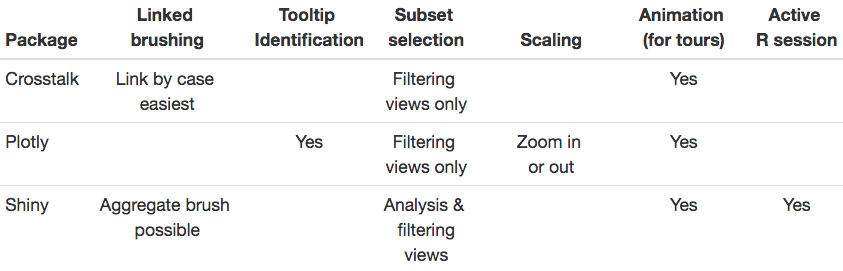 Linked Tooltip Subset Animation Active
Package brushing Identification selection Scaling (for tours) R session
Crosstalk Link by case Filtering Yes
easiest views only
Plotly Yes Filtering Zoom in Yes
views only or out
Shiny Aggregate brush Analysis & Yes Yes
possible filtering
views